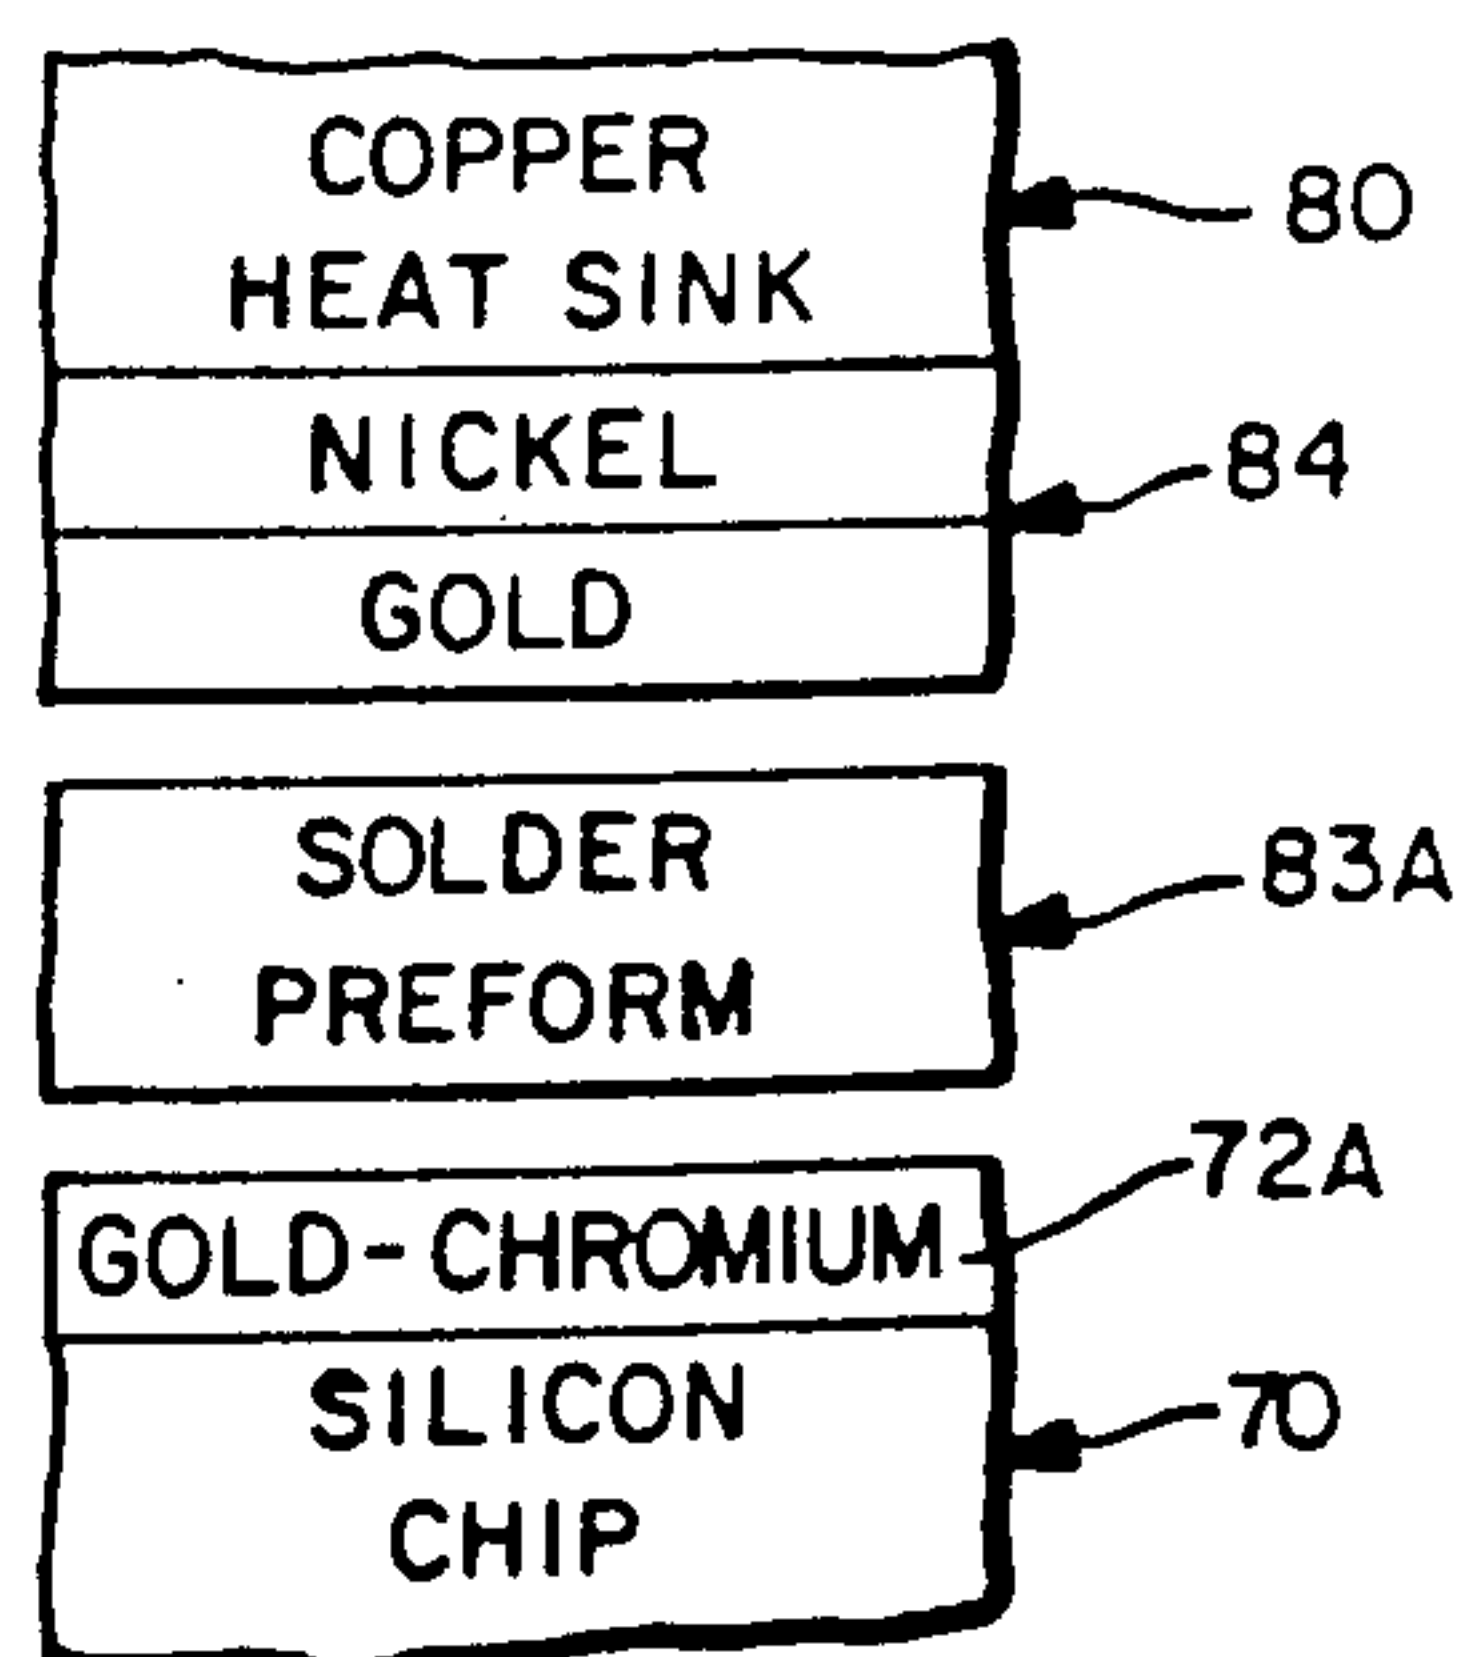 COPPER
HEAT SINK
80
NICKEL
84
GOLD
SOLDER
PREFORM
83A
72A
GOLD-CHROMIUM
SILICON
CHIP
70